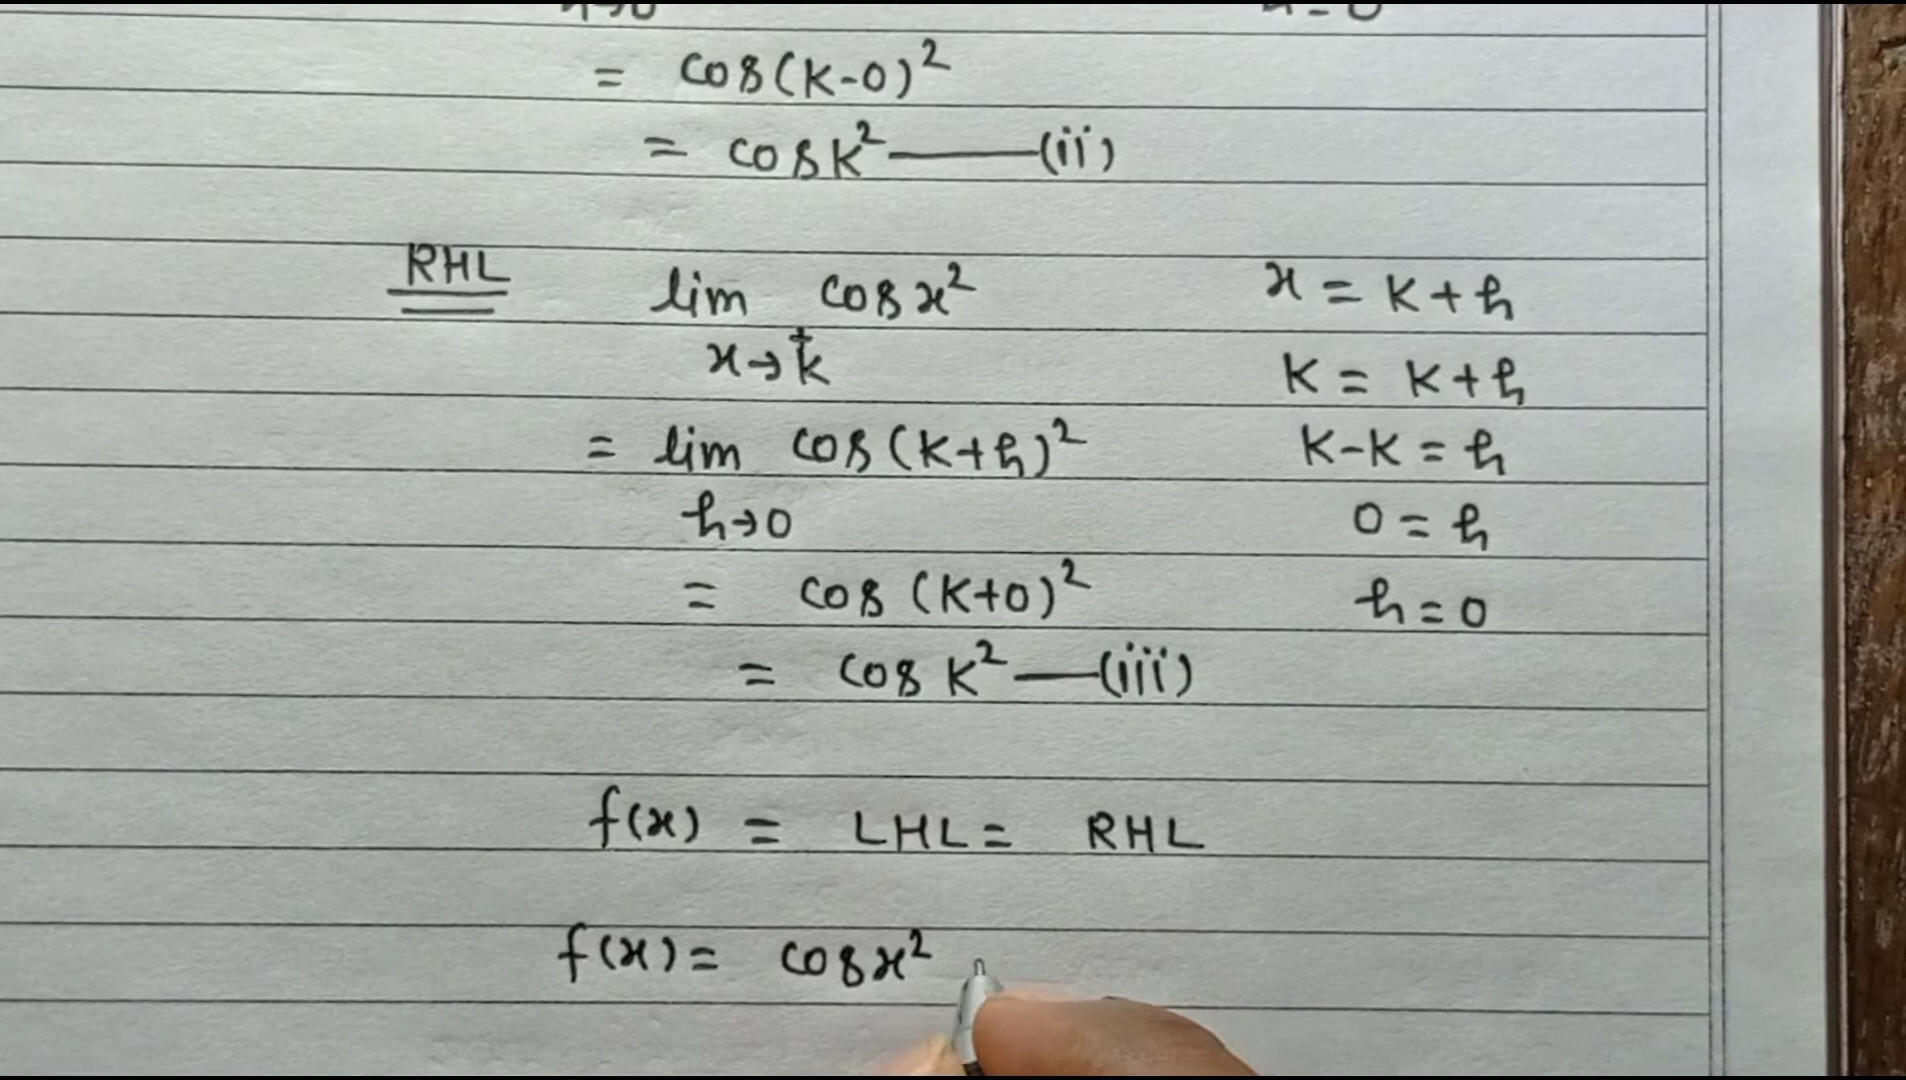 = cos(k-0)²
= cos k² —— (ii)
RHL lim cos x² x = k+h
x→k⁺ k = k+h
= lim cos(k+h)² k-k = h
h→0 0 = h
= cos (k+0)² h = 0
= cos k² — (iii)
f(x) = LHL = RHL
f(x) = cos x²